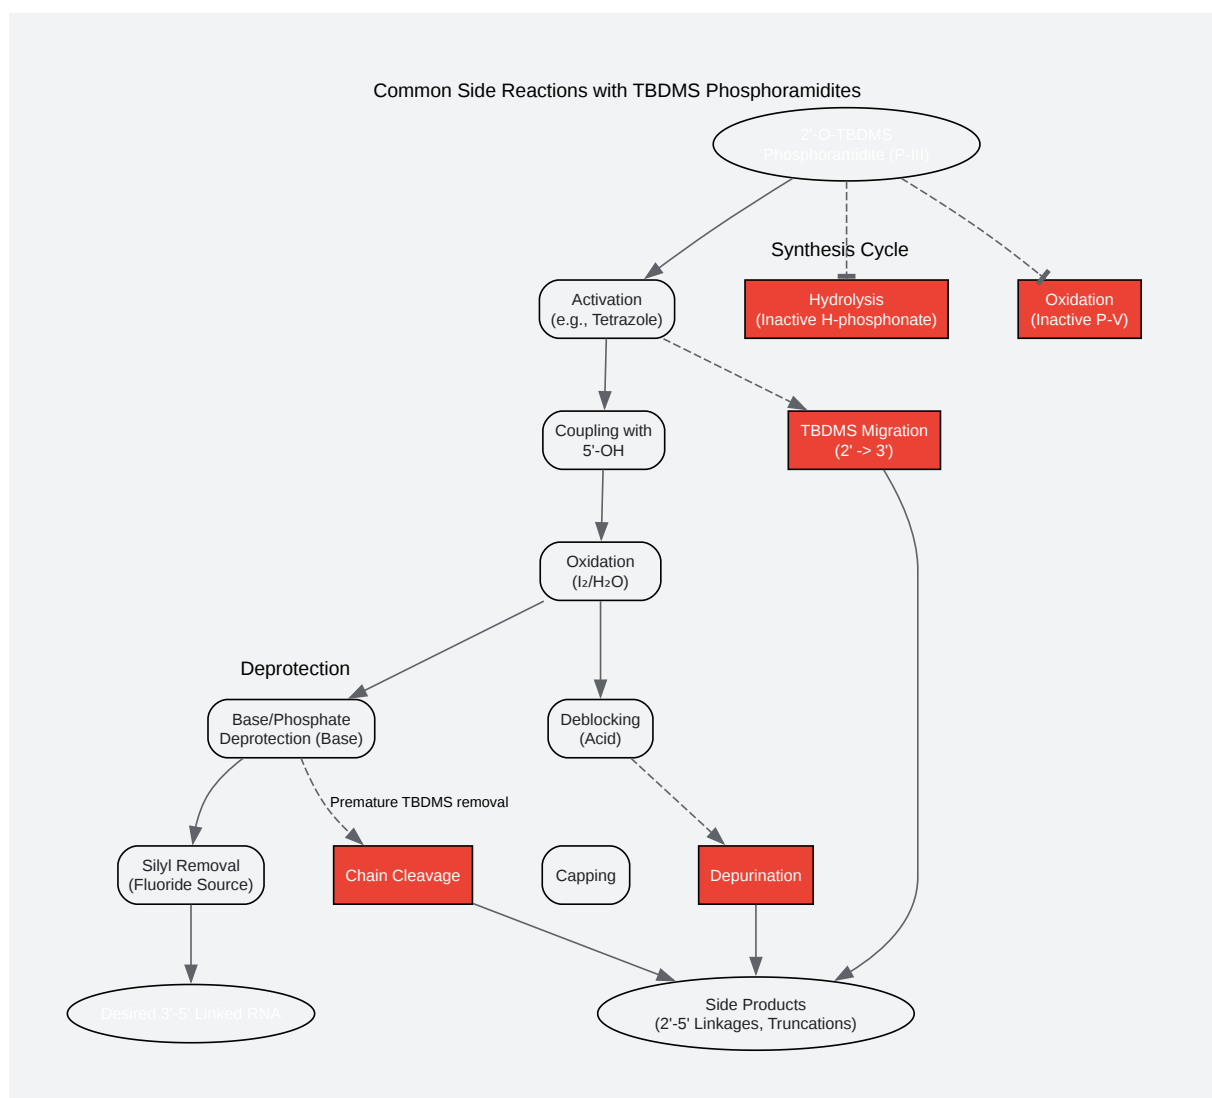 Common Side Reactions with TBDMS Phosphoramidites
2'-O-TBDMS
Phosphoramidite (P-III)
Synthesis Cycle
Activation
(e.g., Tetrazole)
Hydrolysis
(Inactive H-phosphonate)
Oxidation
(Inactive P-V)
Coupling with
5'-OH
TBDMS Migration
(2' -> 3')
Oxidation
(I₂/H₂O)
Deprotection
Base/Phosphate
Deprotection (Base)
Deblocking
(Acid)
Premature TBDMS removal
Silyl Removal
(Fluoride Source)
Chain Cleavage
Capping
Depurination
Desired 3'-5' Linked RNA
Side Products
(2'-5' Linkages, Truncations)